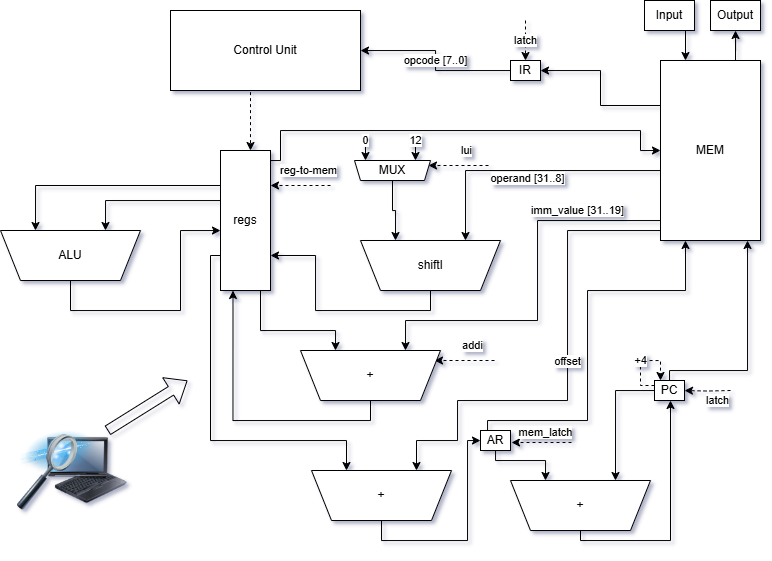 Input
Output
Control Unit
latch
opcode [7..0]
IR
MEM
0
12
lui
MUX
reg-to-mem
operand [31..8]
regs
imm_value [31..19]
ALU
shiftl
addi
offset
+4
+
PC
latch
AR
mem_latch
+
+